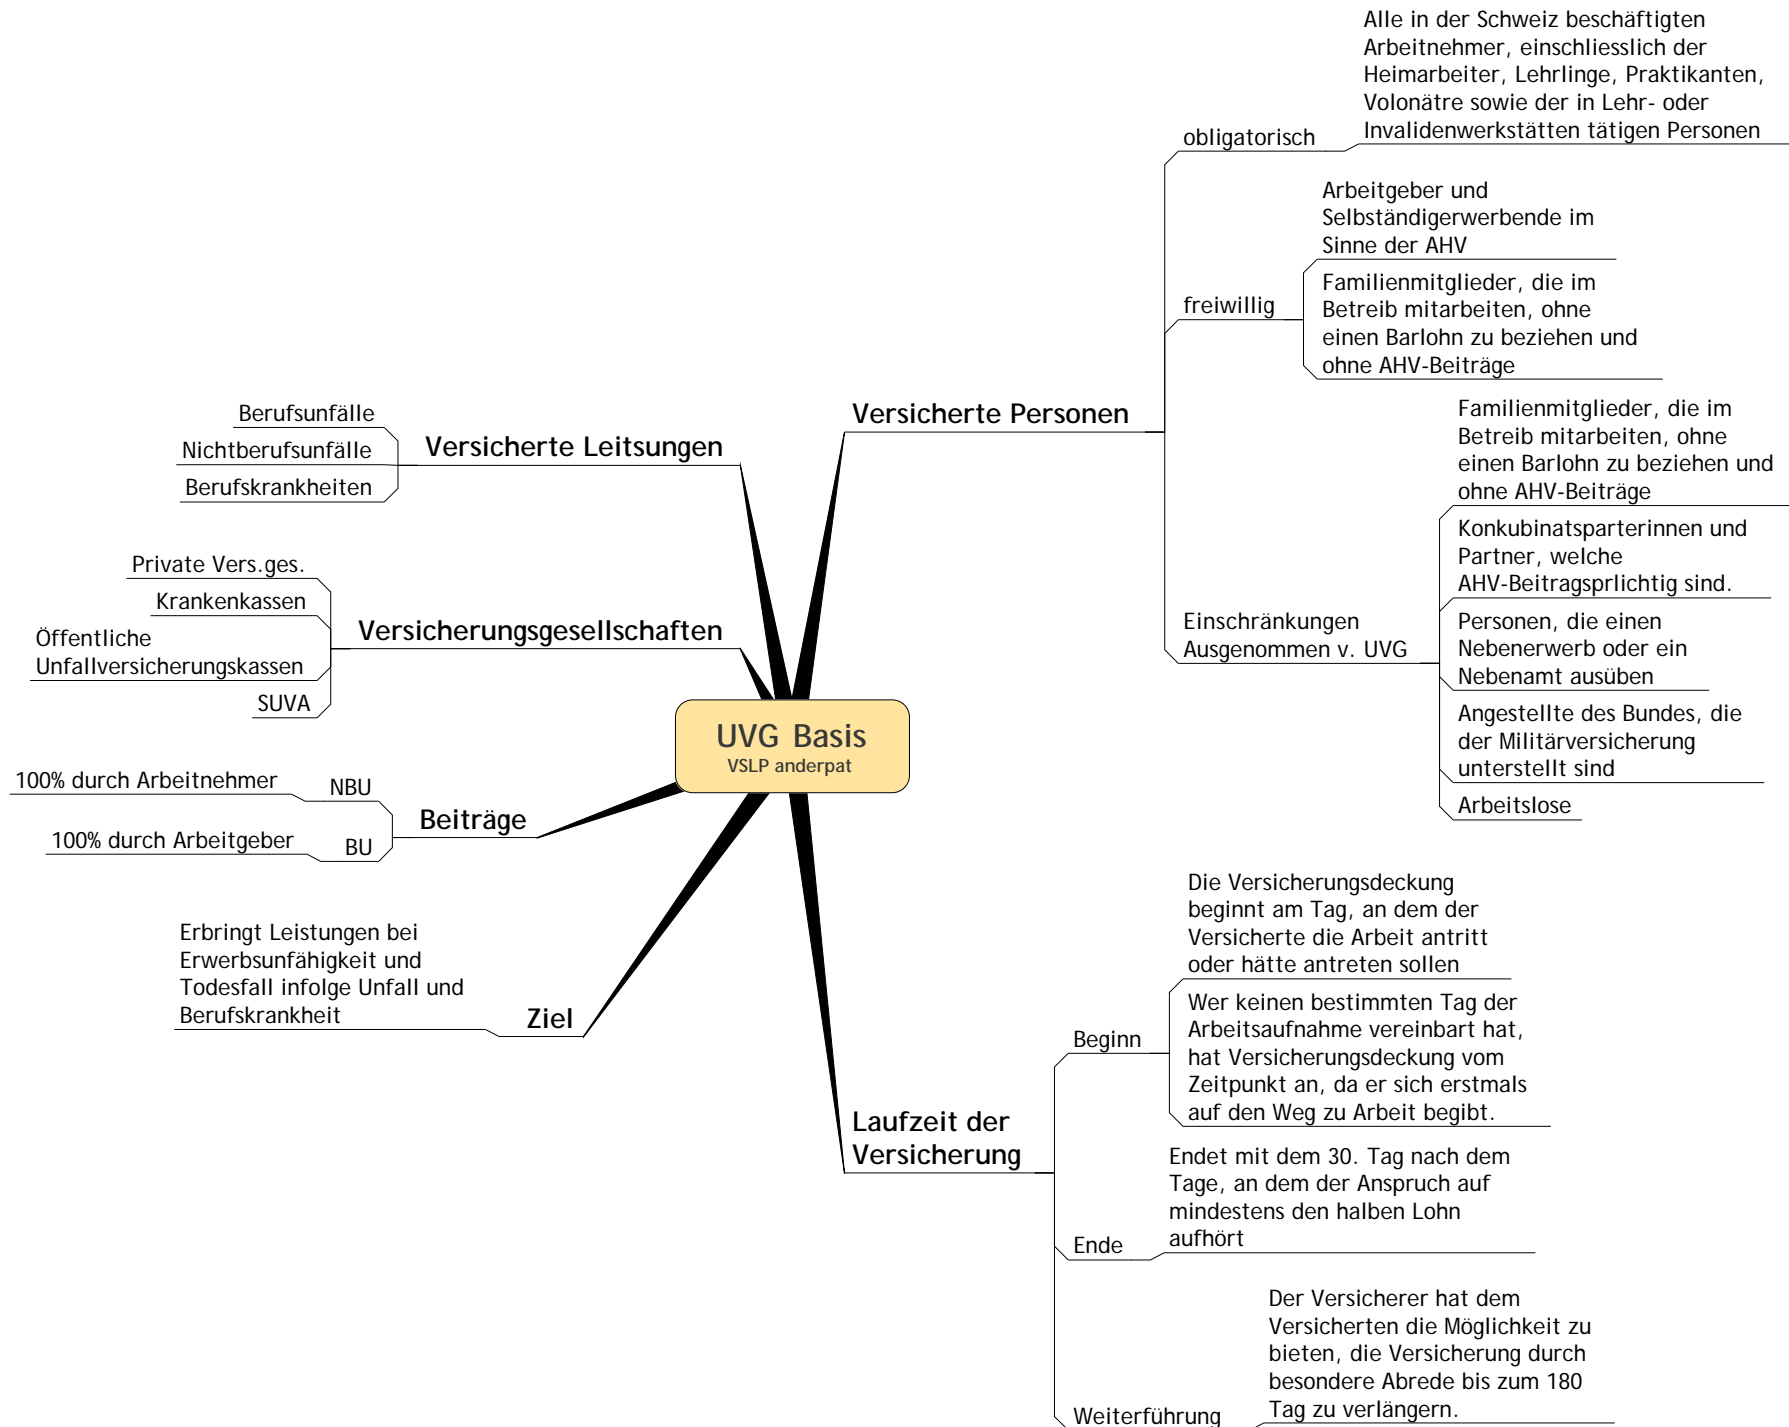 UVG Basis
VSLP anderpat
Versicherte Personen
obligatorisch
Alle in der Schweiz beschäftigten
Arbeitnehmer, einschliesslich der
Heimarbeiter, Lehrlinge, Praktikanten,
Volonätre sowie der in Lehr- oder
Invalidenwerkstätten tätigen Personen
freiwillig
Arbeitgeber und
Selbständigerwerbende im
Sinne der AHV
Familienmitglieder, die im
Betreib mitarbeiten, ohne
einen Barlohn zu beziehen und
ohne AHV-Beiträge
Einschränkungen
Ausgenommen v. UVG
Familienmitglieder, die im
Betreib mitarbeiten, ohne
einen Barlohn zu beziehen und
ohne AHV-Beiträge
Konkubinatsparterinnen und
Partner, welche
AHV-Beitragsprlichtig sind.
Personen, die einen
Nebenerwerb oder ein
Nebenamt ausüben
Angestellte des Bundes, die
der Militärversicherung
unterstellt sind
Arbeitslose
Laufzeit der
Versicherung
Beginn
Die Versicherungsdeckung
beginnt am Tag, an dem der
Versicherte die Arbeit antritt
oder hätte antreten sollen
Wer keinen bestimmten Tag der
Arbeitsaufnahme vereinbart hat,
hat Versicherungsdeckung vom
Zeitpunkt an, da er sich erstmals
auf den Weg zu Arbeit begibt.
Ende
Endet mit dem 30. Tag nach dem
Tage, an dem der Anspruch auf
mindestens den halben Lohn
aufhört
Weiterführung
Der Versicherer hat dem
Versicherten die Möglichkeit zu
bieten, die Versicherung durch
besondere Abrede bis zum 180
Tag zu verlängern.
Versicherte Leitsungen
Berufsunfälle
Nichtberufsunfälle
Berufskrankheiten
Versicherungsgesellschaften
Private Vers.ges.
Krankenkassen
Öffentliche
Unfallversicherungskassen
SUVA
Beiträge
NBU
100% durch Arbeitnehmer
BU
100% durch Arbeitgeber
Ziel
Erbringt Leistungen bei
Erwerbsunfähigkeit und
Todesfall infolge Unfall und
Berufskrankheit